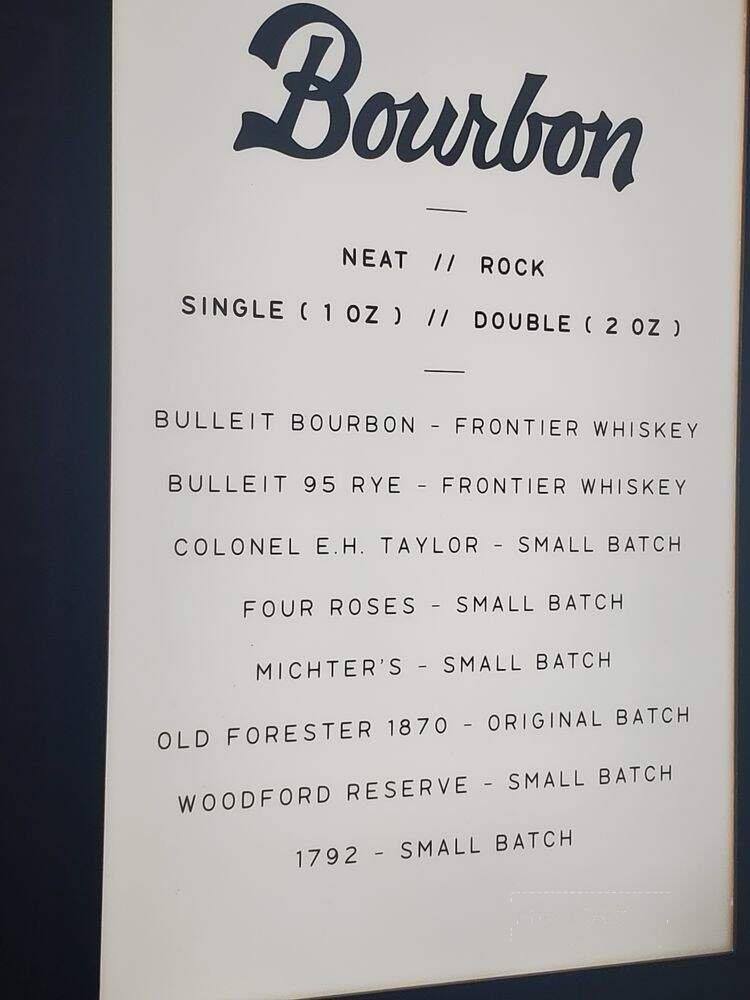 Bourbon
NEAT // ROCK
SINGLE ( 1 OZ ) // DOUBLE ( 2 OZ )
BULLEIT BOURBON - FRONTIER WHISKEY
BULLEIT 95 RYE - FRONTIER WHISKEY
COLONEL E.H. TAYLOR - SMALL BATCH
FOUR ROSES - SMALL BATCH
MICHTER'S - SMALL BATCH
OLD FORESTER 1870 - ORIGINAL BATCH
WOODFORD RESERVE - SMALL BATCH
1792 - SMALL BATCH